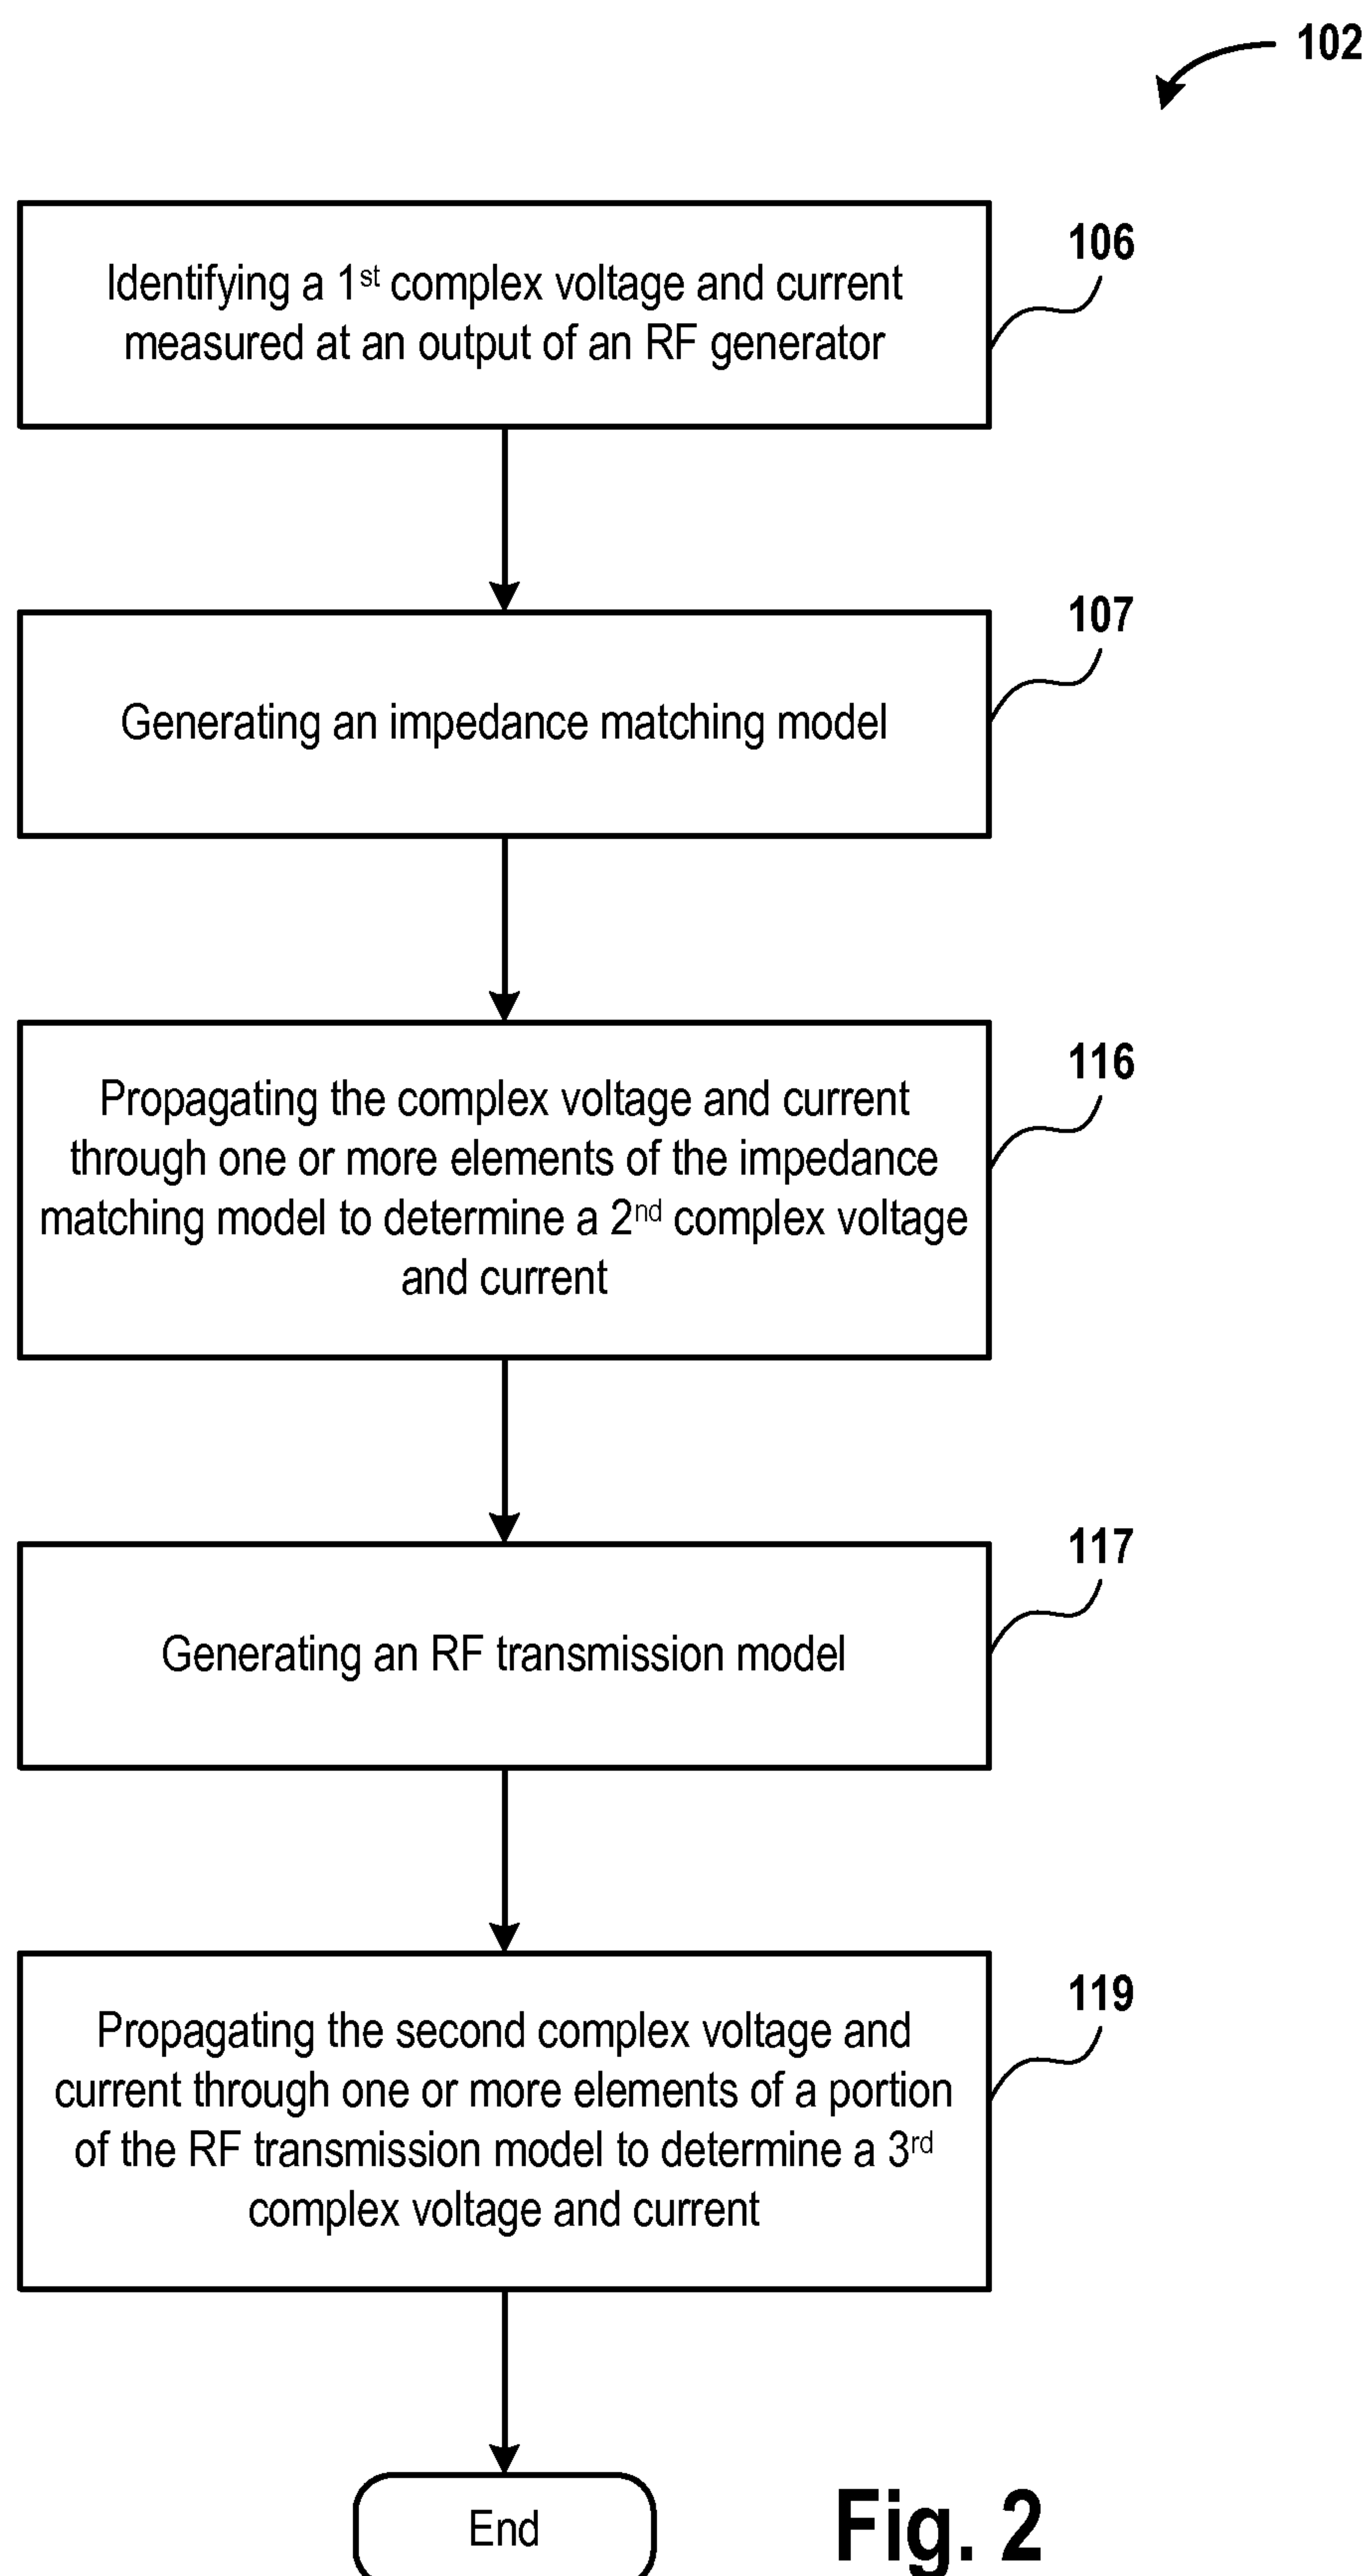 102
Identifying a 1st complex voltage and current
measured at an output of an RF generator
106
Generating an impedance matching model
107
Propagating the complex voltage and current
through one or more elements of the impedance
matching model to determine a 2nd complex voltage
and current
116
Generating an RF transmission model
117
Propagating the second complex voltage and
current through one or more elements of a portion
of the RF transmission model to determine a 3rd
complex voltage and current
119
End
Fig. 2